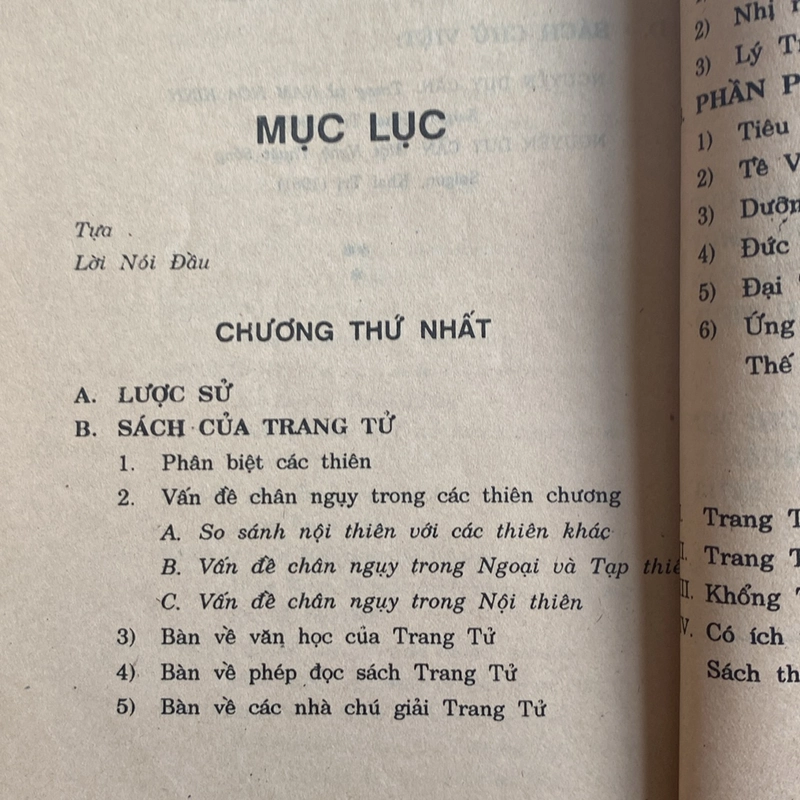 MỤC LỤC
Tựa
Lời Nói Đầu
CHƯƠNG THỨ NHẤT
A. LƯỢC SỬ
B. SÁCH CỦA TRANG TỬ
1. Phân biệt các thiên
2. Vấn đề chân ngụy trong các thiên chương
A. So sánh nội thiên với các thiên khác
B. Vấn đề chân ngụy trong Ngoại và Tạp
C. Vấn đề chân ngụy trong Nội thiên
3) Bàn về văn học của Trang Tử
4) Bàn về phép đọc sách Trang Tử
5) Bàn về các nhà chú giải Trang Tử
2) Nhị
3) Lý
PHẦN
1) Tiêu
2) Tề
3)
4) Đức
5) Đại
6) Ứng
Thế
Trang
Trang
Khổng
Có ích
Sách